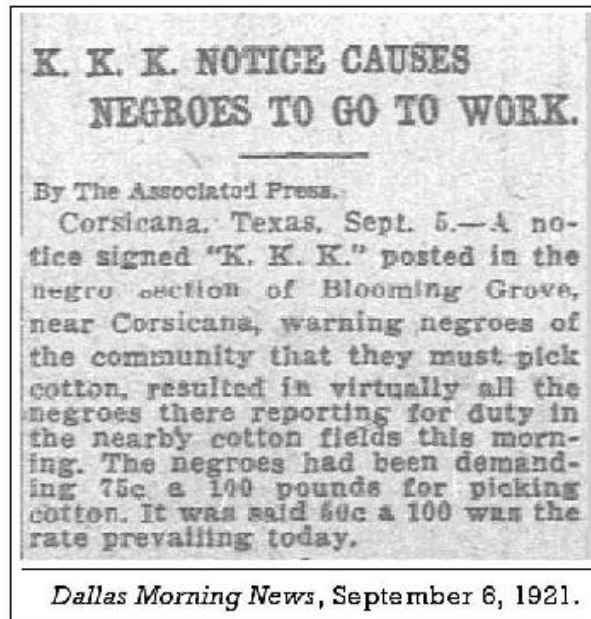 K. K. K. NOTICE CAUSES
NEGROES TO GO TO WORK.
By The Associated Press.
Corsicana, Texas, Sept. 5.—A no-
tice signed "K. K. K." posted in the
negro section of Blooming Grove,
near Corsicana, warning negroes of
the community that they must pick
cotton, resulted in virtually all the
negroes there reporting for duty in
the nearby cotton fields this morn-
ing. The negroes had been demand-
ing 75c a 100 pounds for picking
cotton. It was said 50c a 100 was the
rate prevailing today.
Dallas Morning News, September 6, 1921.